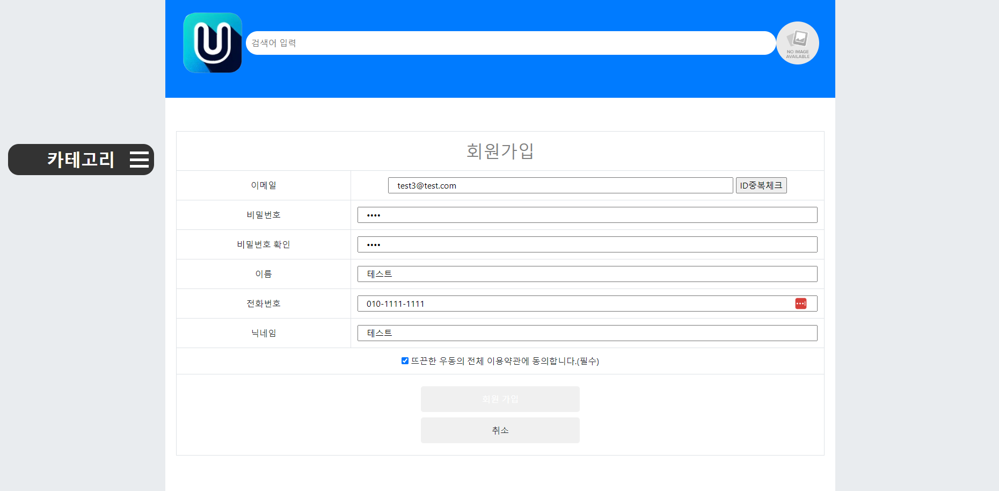 U
검색어 입력
NO IMAGE
AVAILABLE
카테고리
회원가입
이메일
test3@test.com
ID중복체크
비밀번호
••••
비밀번호 확인
••••
이름
테스트
전화번호
010-1111-1111
닉네임
테스트
뜨끈한 우동의 전체 이용약관에 동의합니다.(필수)
회원 가입
취소